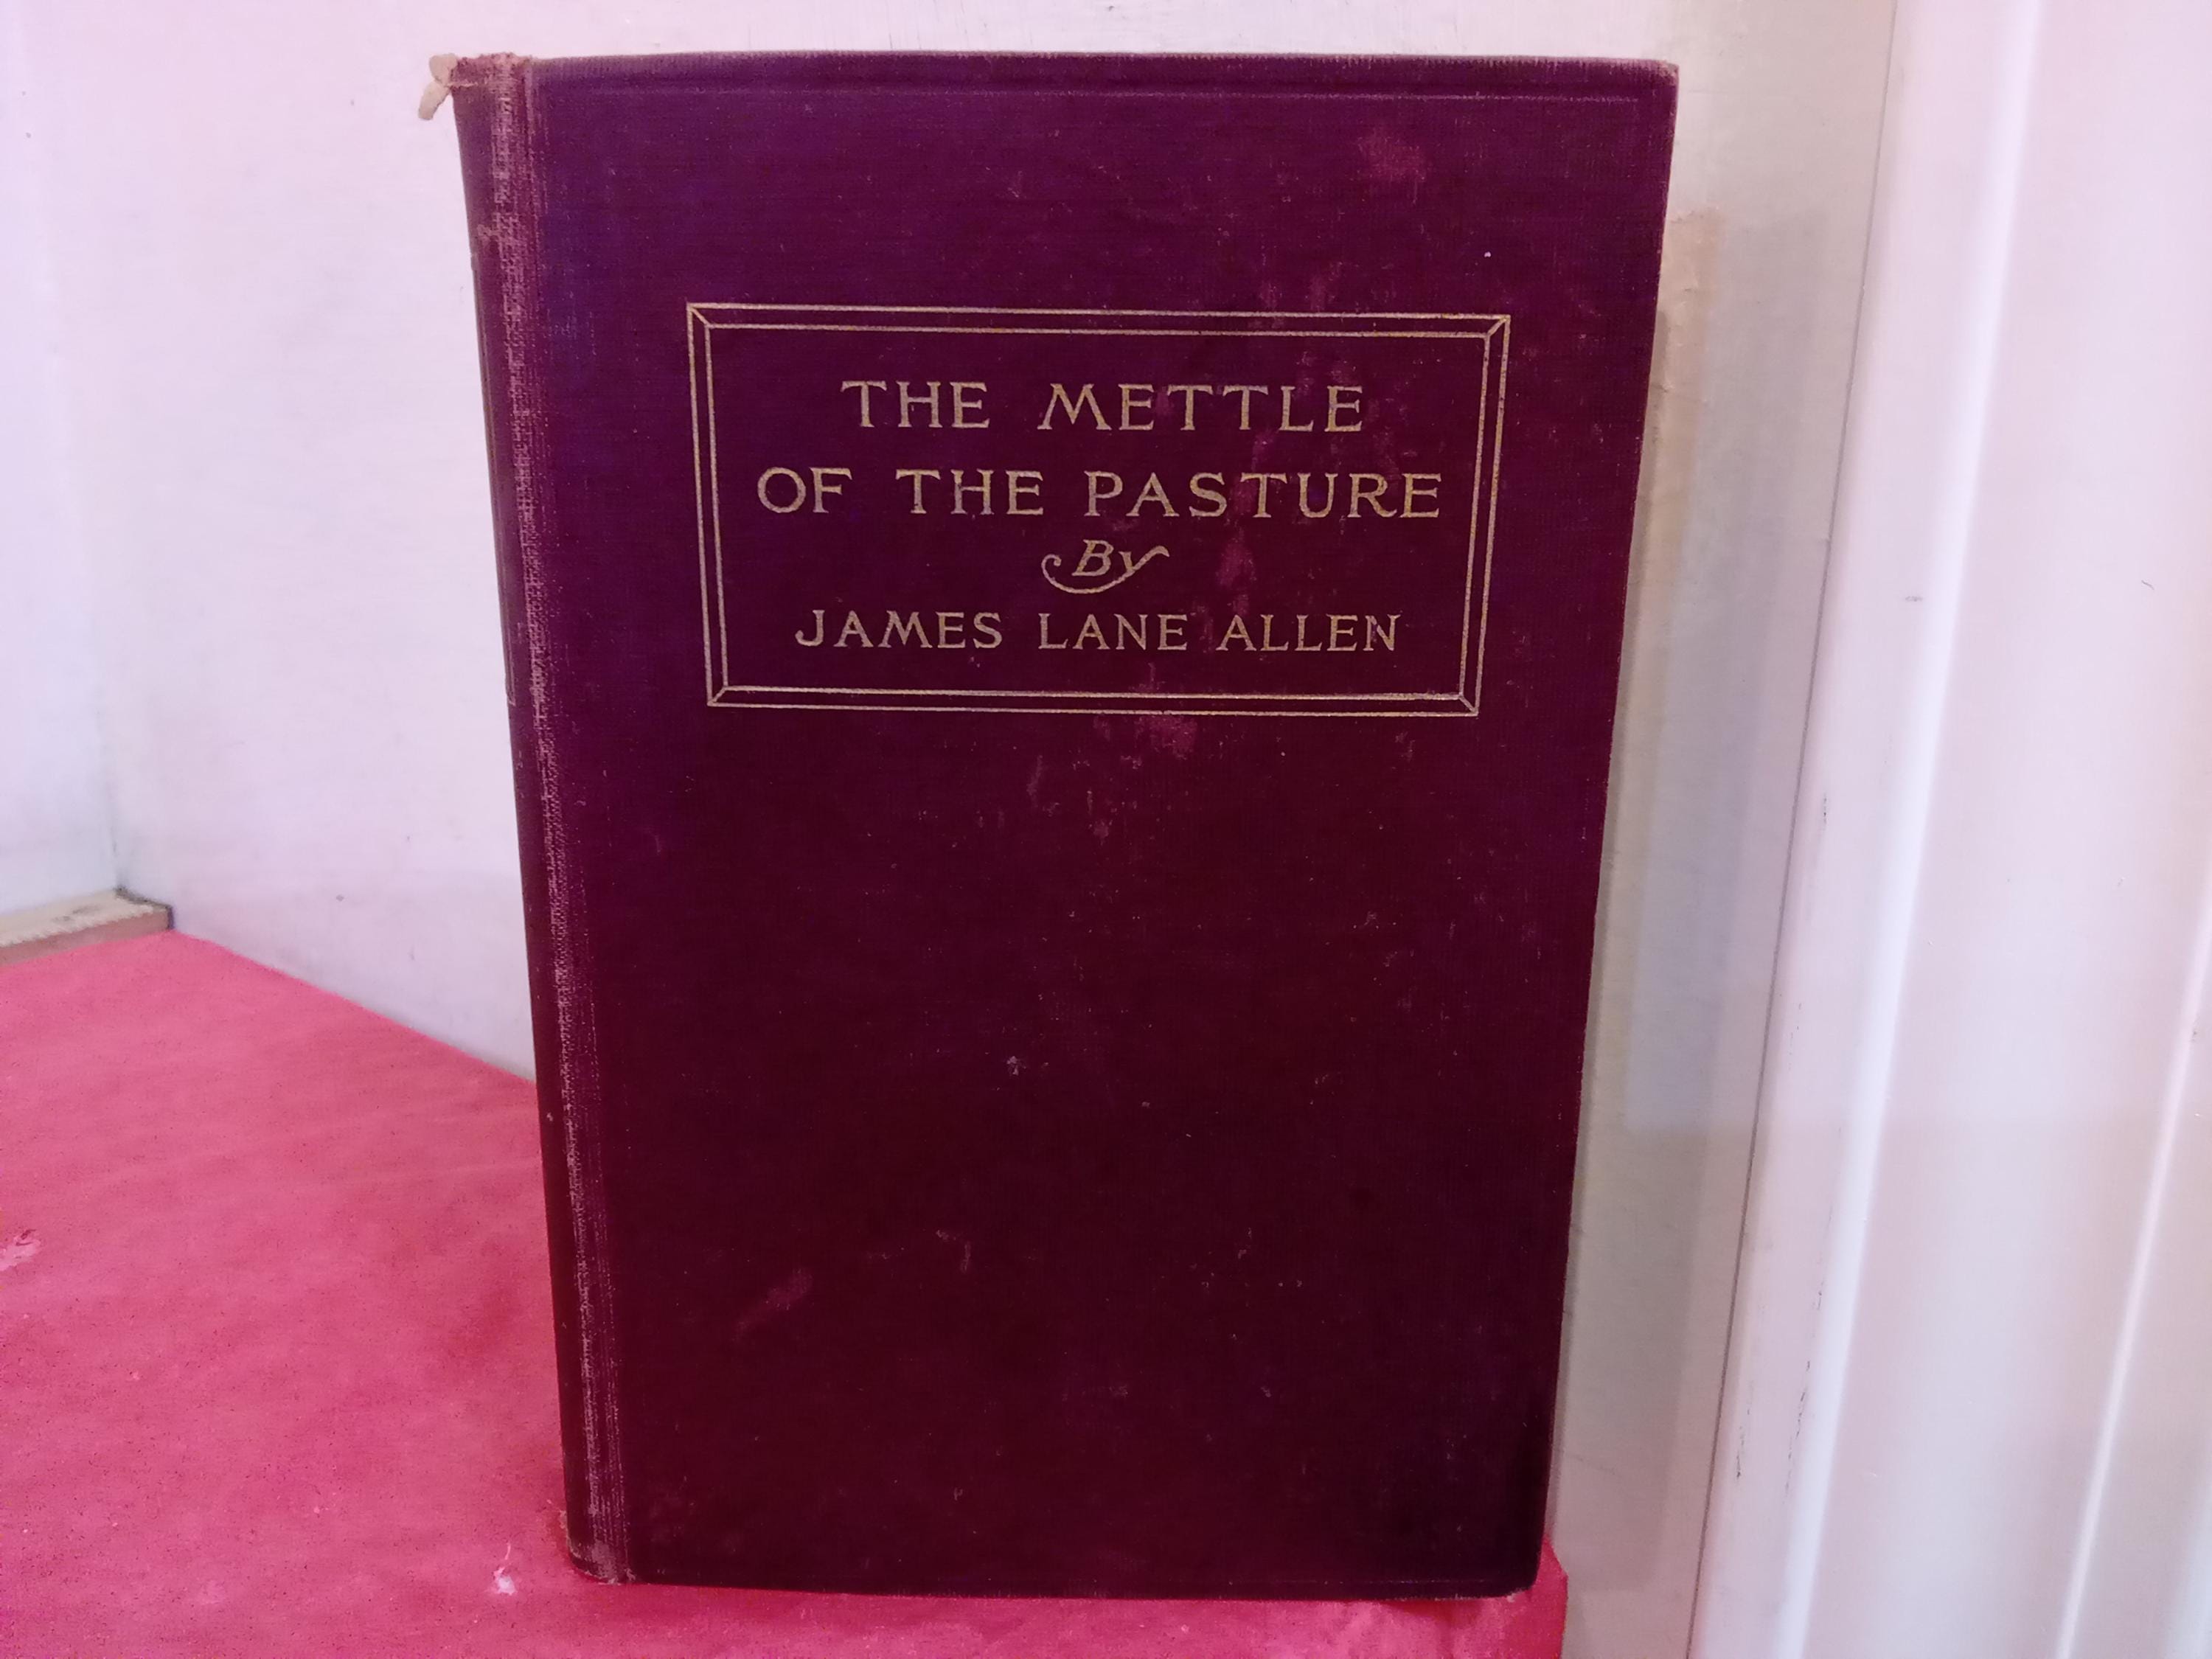 THE METTLE
OF THE PASTURE
By
JAMES LANE ALLEN